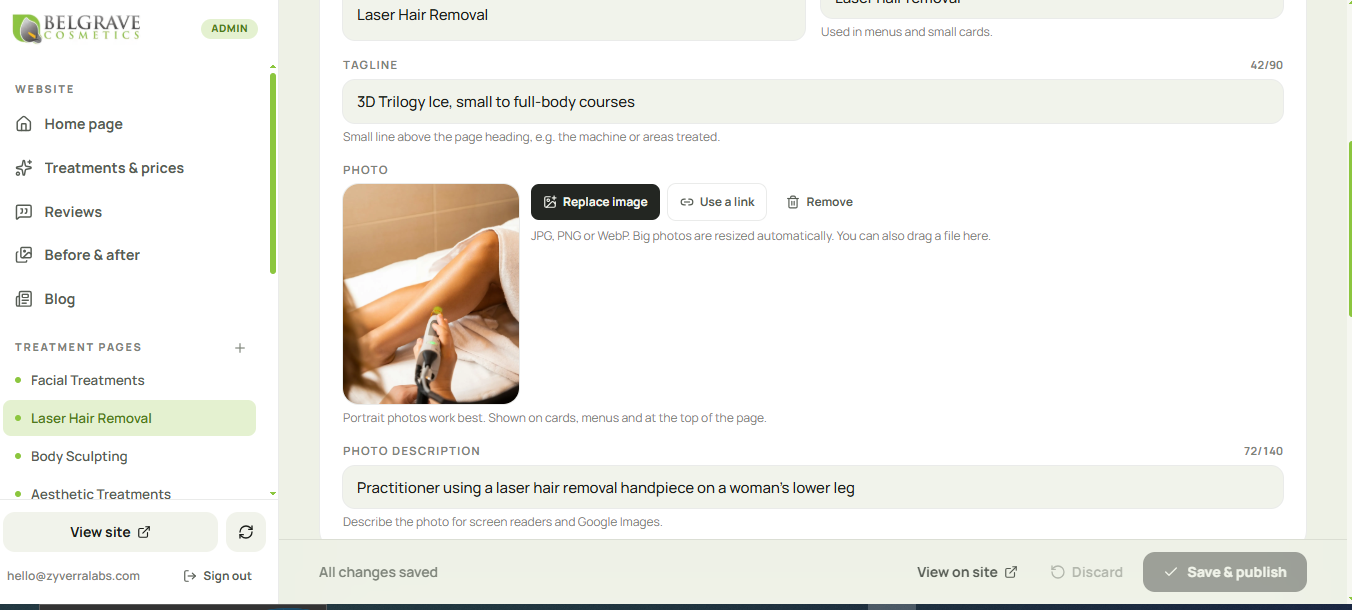 BELGRAVE
COSMETICS
ADMIN
WEBSITE
Home page
Treatments & prices
Reviews
Before & after
Blog
TREATMENT PAGES
Facial Treatments
Laser Hair Removal
Body Sculpting
Aesthetic Treatments
View site
hello@zyverralabs.com
Sign out
Laser Hair Removal
Laser Hair Removal
Used in menus and small cards.
TAGLINE
42/90
3D Trilogy Ice, small to full-body courses
Small line above the page heading, e.g. the machine or areas treated.
PHOTO
Replace image
Use a link
Remove
JPG, PNG or WebP. Big photos are resized automatically. You can also drag a file here.
Portrait photos work best. Shown on cards, menus and at the top of the page.
PHOTO DESCRIPTION
72/140
Practitioner using a laser hair removal handpiece on a woman's lower leg
Describe the photo for screen readers and Google Images.
All changes saved
View on site
Discard
Save & publish